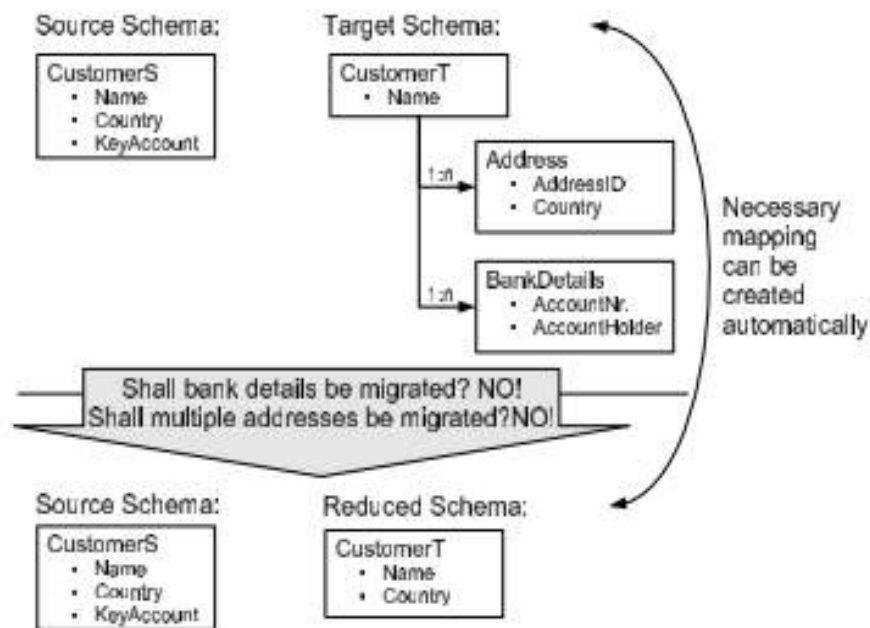 Source Schema:
Target Schema:
CustomerS
• Name
• Country
• KeyAccount
CustomerT
• Name
1:n
Address
• AddressID
• Country
1:n
BankDetails
• AccountNr.
• AccountHolder
Necessary
mapping
can be
created
automatically
Shall bank details be migrated? NO!
Shall multiple addresses be migrated?NO!
Source Schema:
Reduced Schema:
CustomerS
• Name
• Country
• KeyAccount
CustomerT
• Name
• Country